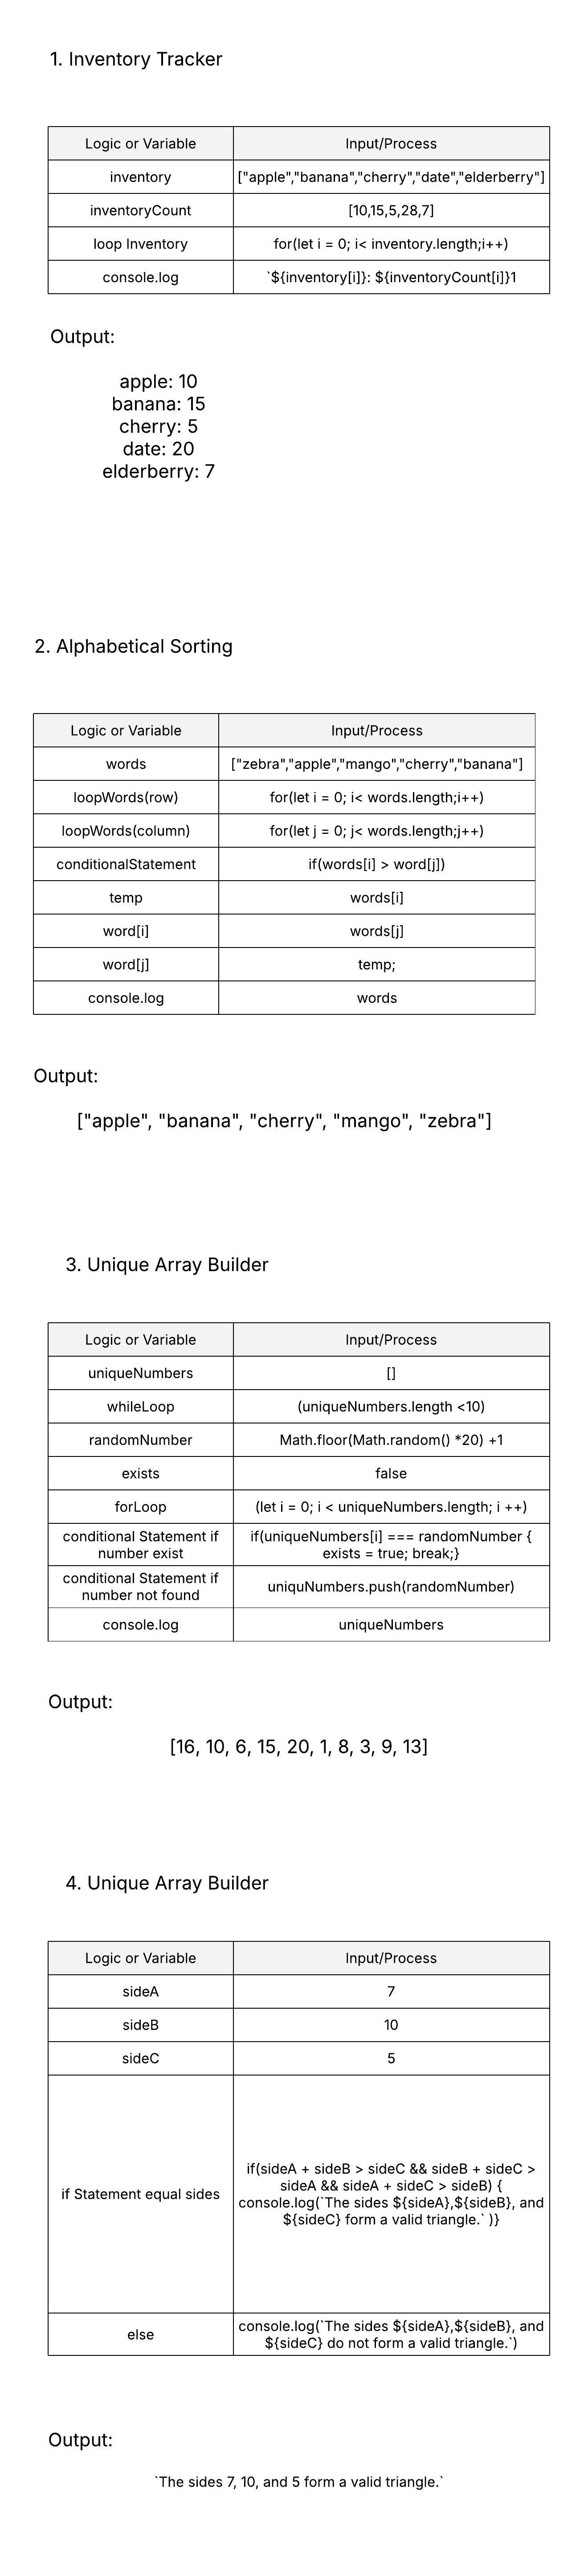 1. Inventory Tracker
Logic or Variable
Input/Process
inventory
["apple","banana","cherry","date","elderberry"]
inventoryCount
[10,15,5,28,7]
loop Inventory
for(let i = 0; i< inventory.length;i++)
console.log
`${inventory[i]}: ${inventoryCount[i]}1
Output:
apple: 10
banana: 15
cherry: 5
date: 20
elderberry: 7
2. Alphabetical Sorting
Logic or Variable
Input/Process
words
["zebra","apple","mango","cherry","banana"]
loopWords(row)
for(let i = 0; i< words.length;i++)
loopWords(column)
for(let j = 0; j< words.length;j++)
conditionalStatement
if(words[i] > word[j])
temp
words[i]
word[i]
words[j]
word[j]
temp;
console.log
words
Output:
["apple", "banana", "cherry", "mango", "zebra"]
3. Unique Array Builder
Logic or Variable
Input/Process
uniqueNumbers
[]
whileLoop
(uniqueNumbers.length <10)
randomNumber
Math.floor(Math.random() *20) +1
exists
false
forLoop
(let i = 0; i < uniqueNumbers.length; i ++)
conditional Statement if
number exist
if(uniqueNumbers[i] === randomNumber {
exists = true; break;}
conditional Statement if
number not found
uniquNumbers.push(randomNumber)
console.log
uniqueNumbers
Output:
[16, 10, 6, 15, 20, 1, 8, 3, 9, 13]
4. Unique Array Builder
Logic or Variable
Input/Process
sideA
7
sideB
10
sideC
5
if Statement equal sides
if(sideA + sideB > sideC && sideB + sideC >
sideA && sideA + sideC > sideB) {
console.log(`The sides ${sideA},${sideB}, and
${sideC} form a valid triangle.` )}
else
console.log(`The sides ${sideA},${sideB}, and
${sideC} do not form a valid triangle.`)
Output:
`The sides 7, 10, and 5 form a valid triangle.`